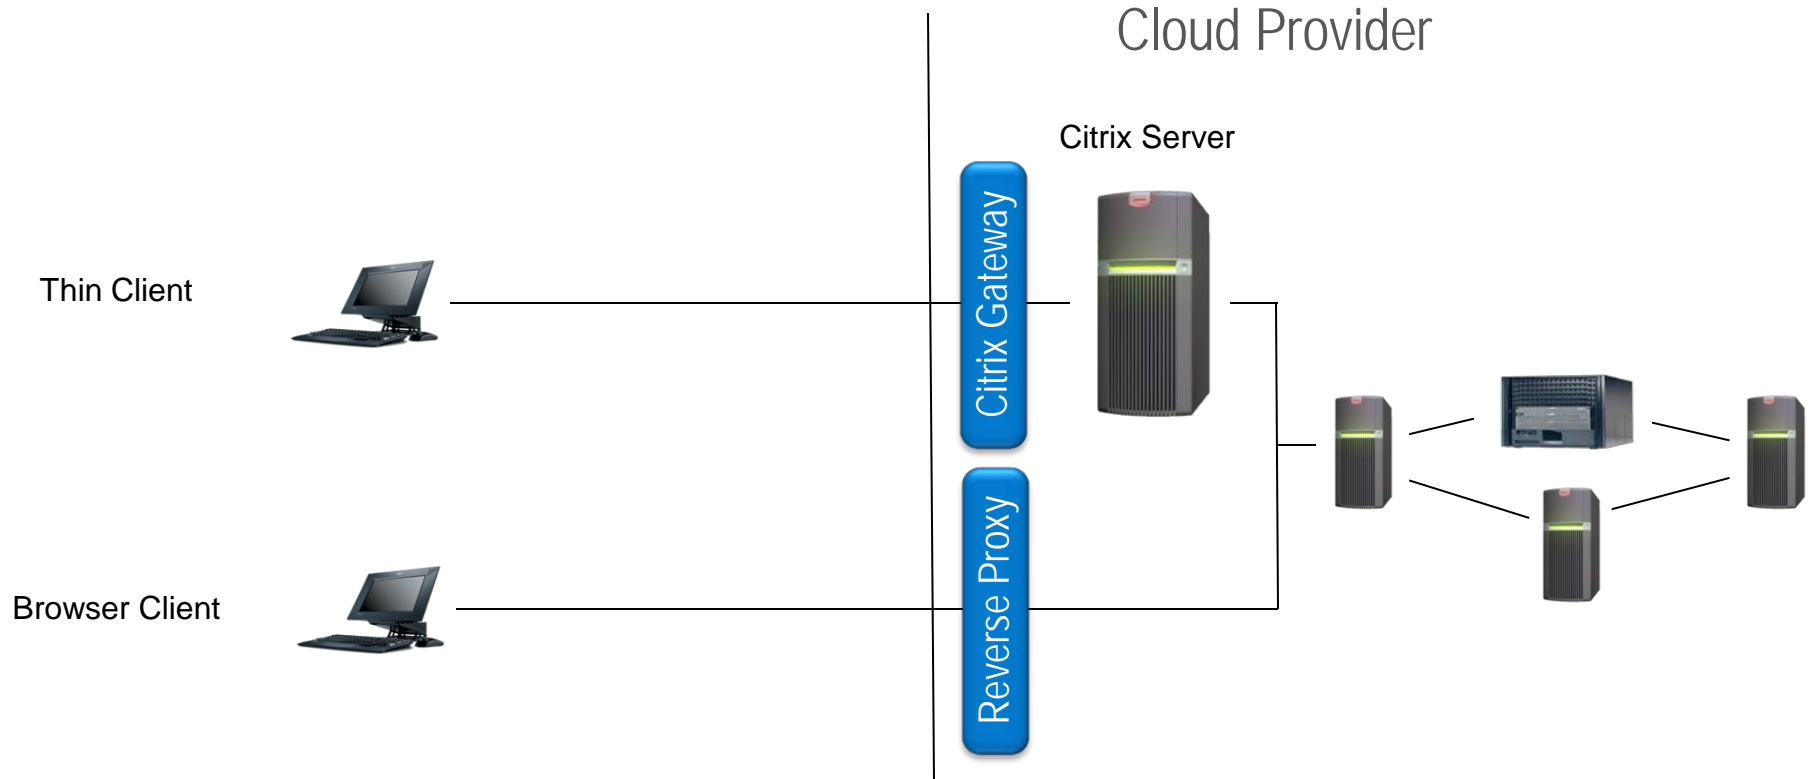 Cloud Provider
Citrix Server
Citrix Gateway
Thin Client
Reverse Proxy
Browser Client